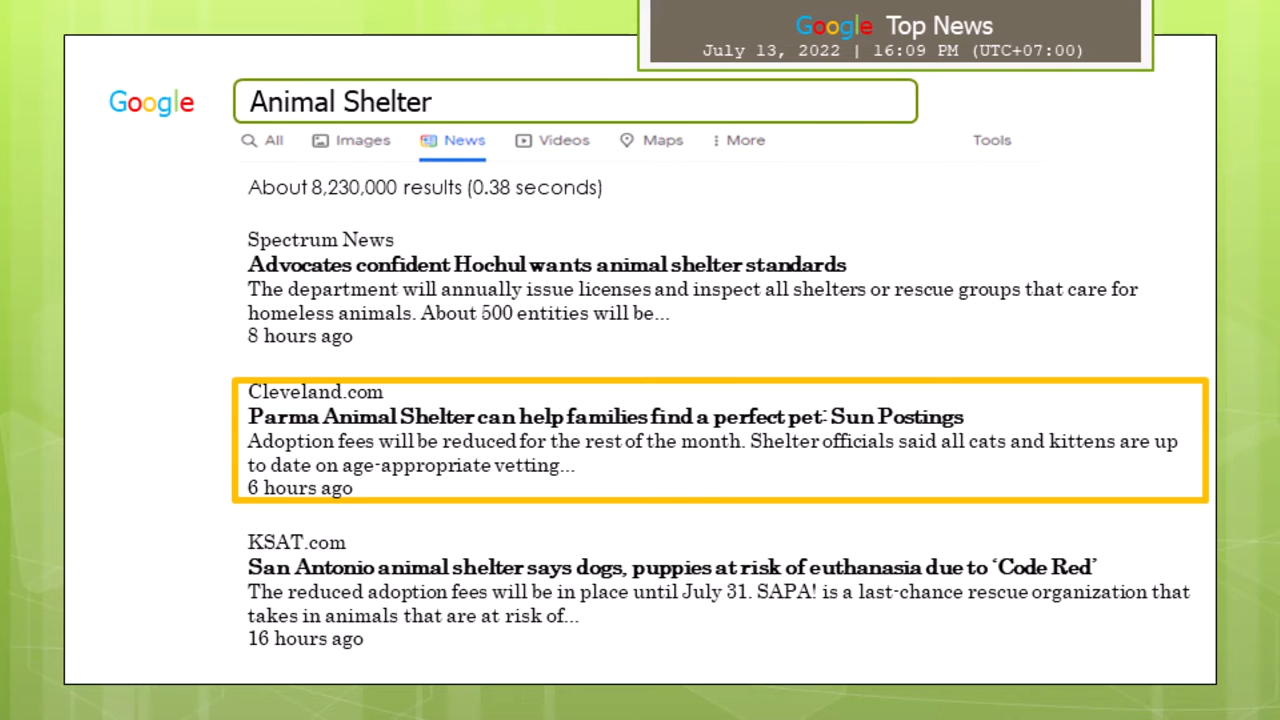 Google Top News
July 13, 2022 | 16:09 PM (UTC+07:00)
Google
Animal Shelter
All Images News Videos Maps More Tools
About 8,230,000 results (0.38 seconds)
Spectrum News
Advocates confident Hochul wants animal shelter standards
The department will annually issue licenses and inspect all shelters or rescue groups that care for
homeless animals. About 500 entities will be...
8 hours ago
Cleveland.com
Parma Animal Shelter can help families find a perfect pet: Sun Postings
Adoption fees will be reduced for the rest of the month. Shelter officials said all cats and kittens are up
to date on age-appropriate vetting...
6 hours ago
KSAT.com
San Antonio animal shelter says dogs, puppies at risk of euthanasia due to ‘Code Red’
The reduced adoption fees will be in place until July 31. SAPA! is a last-chance rescue organization that
takes in animals that are at risk of...
16 hours ago